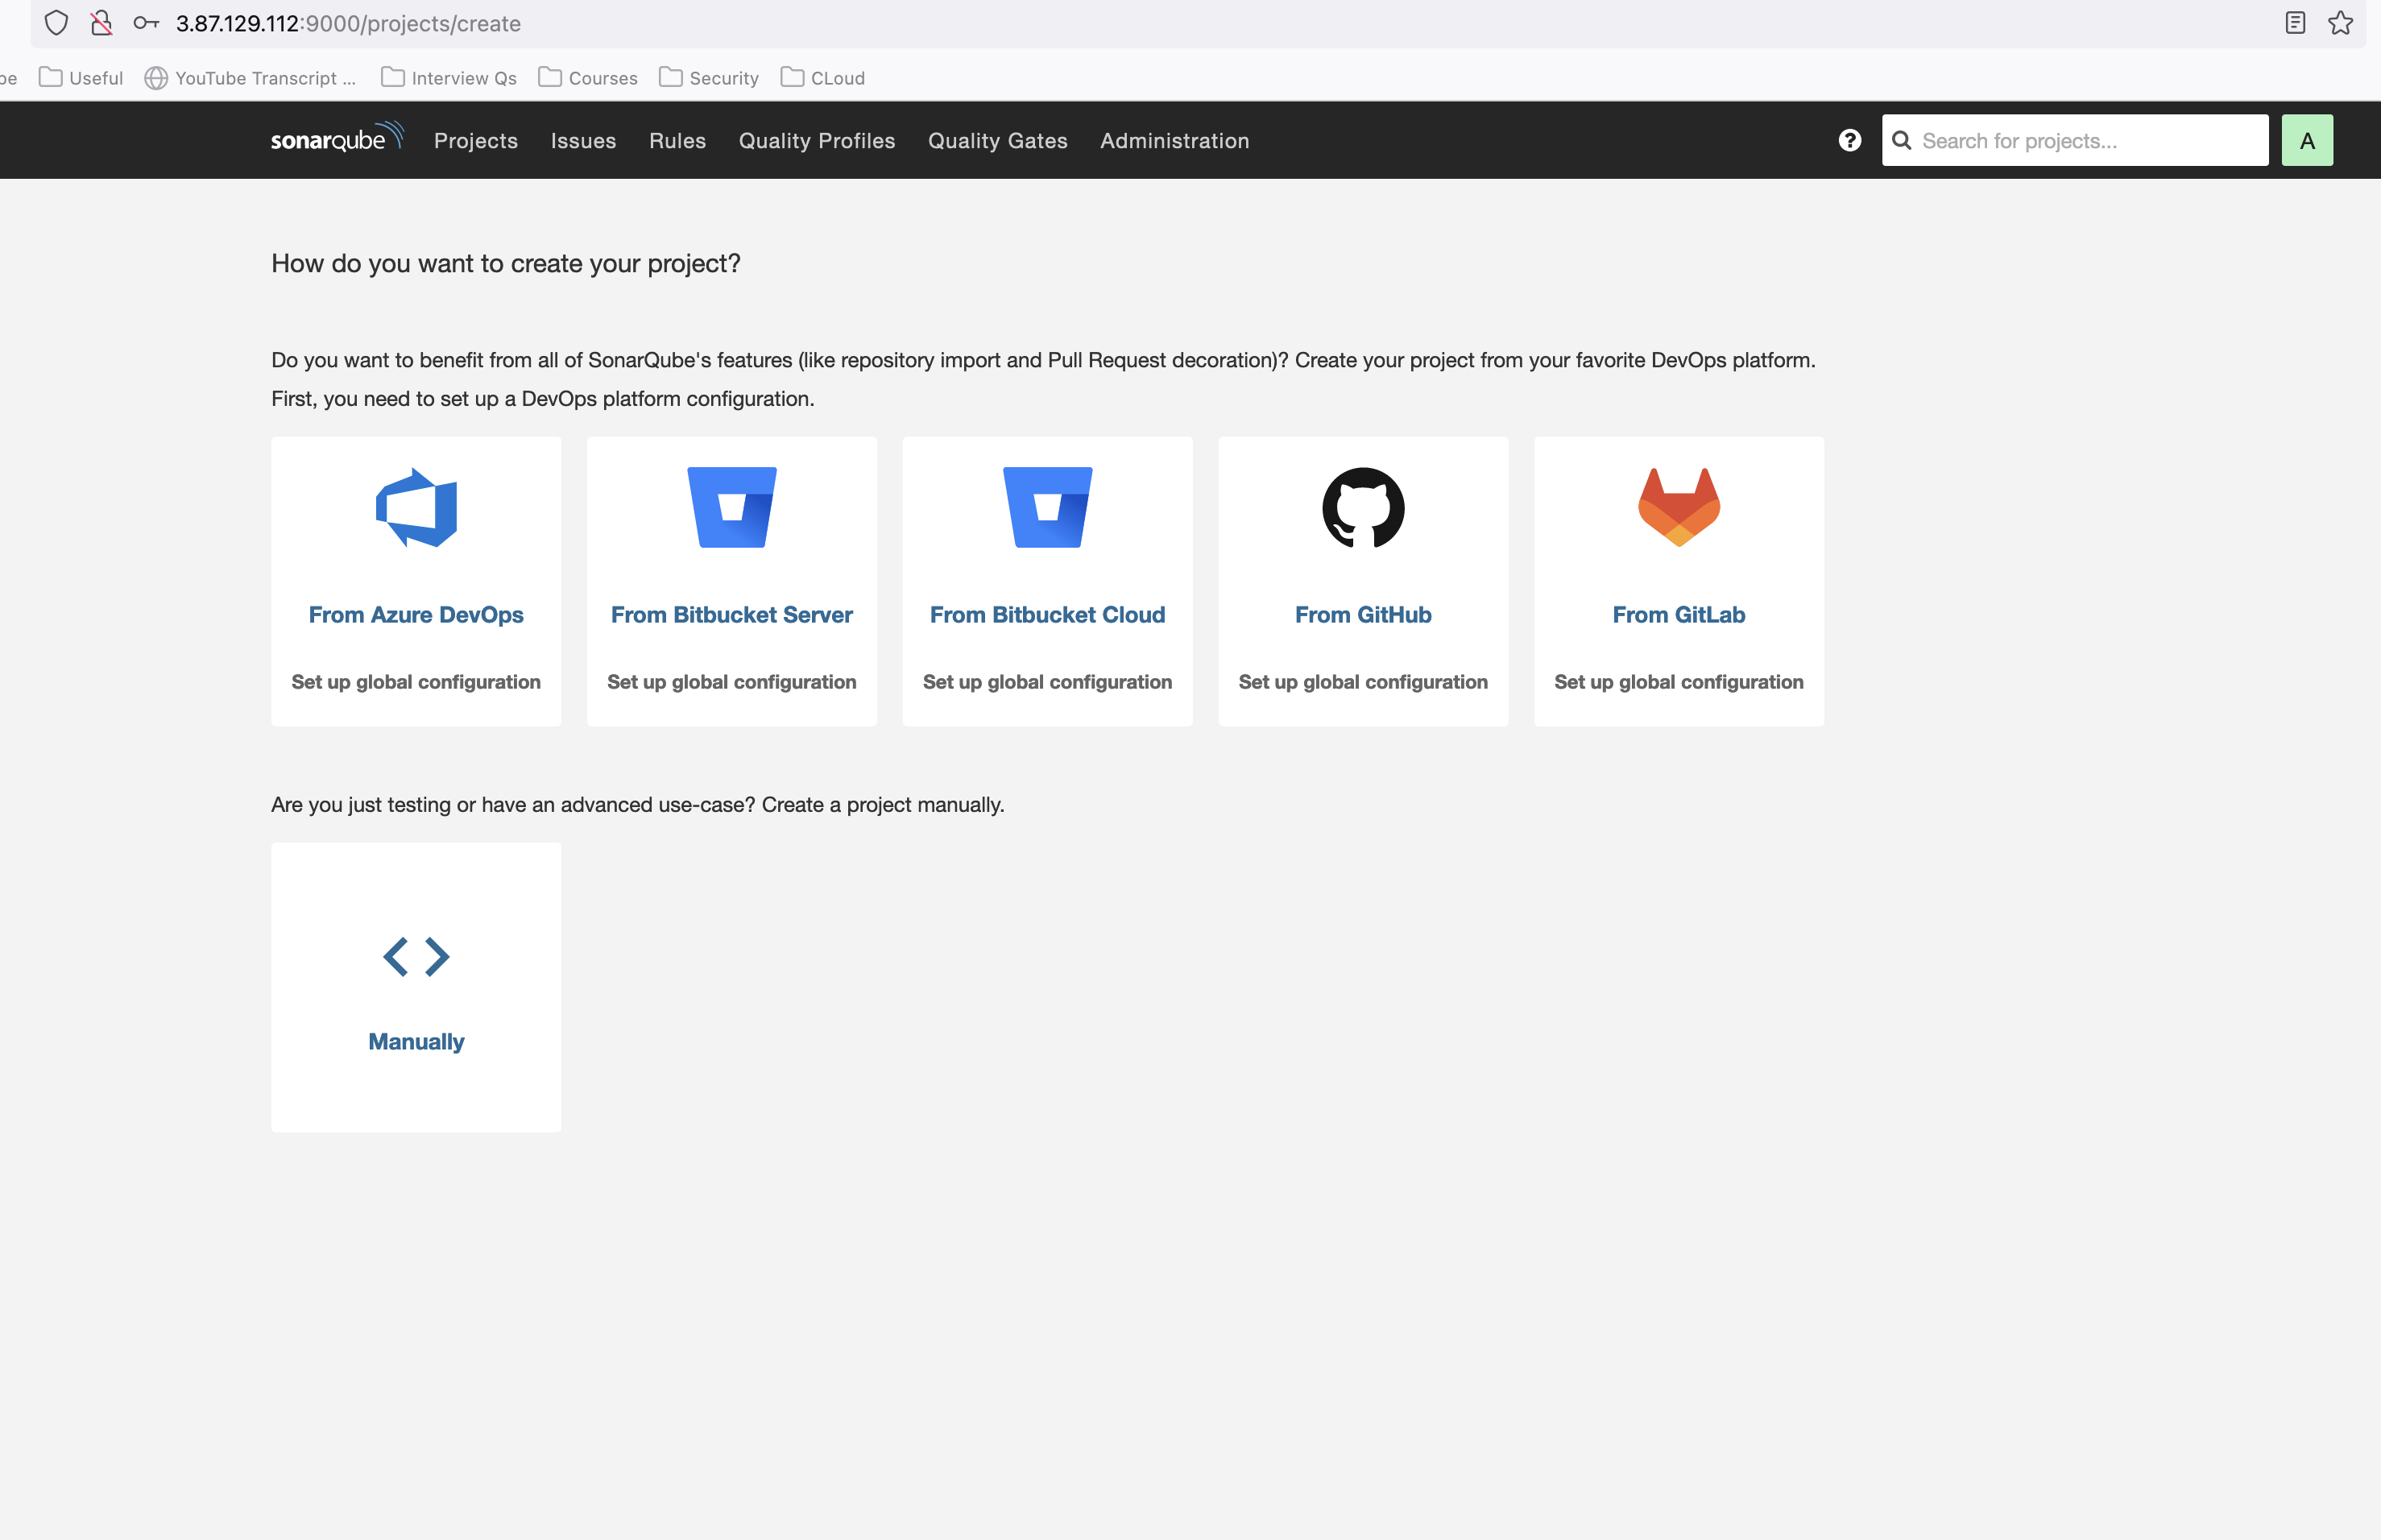 3.87.129.112:9000/projects/create
be Useful YouTube Transcript ... Interview Qs Courses Security CLoud
sonarqube Projects Issues Rules Quality Profiles Quality Gates Administration ? Search for projects... A
How do you want to create your project?
Do you want to benefit from all of SonarQube's features (like repository import and Pull Request decoration)? Create your project from your favorite DevOps platform.
First, you need to set up a DevOps platform configuration.
From Azure DevOps From Bitbucket Server From Bitbucket Cloud From GitHub From GitLab
Set up global configuration Set up global configuration Set up global configuration Set up global configuration Set up global configuration
Are you just testing or have an advanced use-case? Create a project manually.
Manually